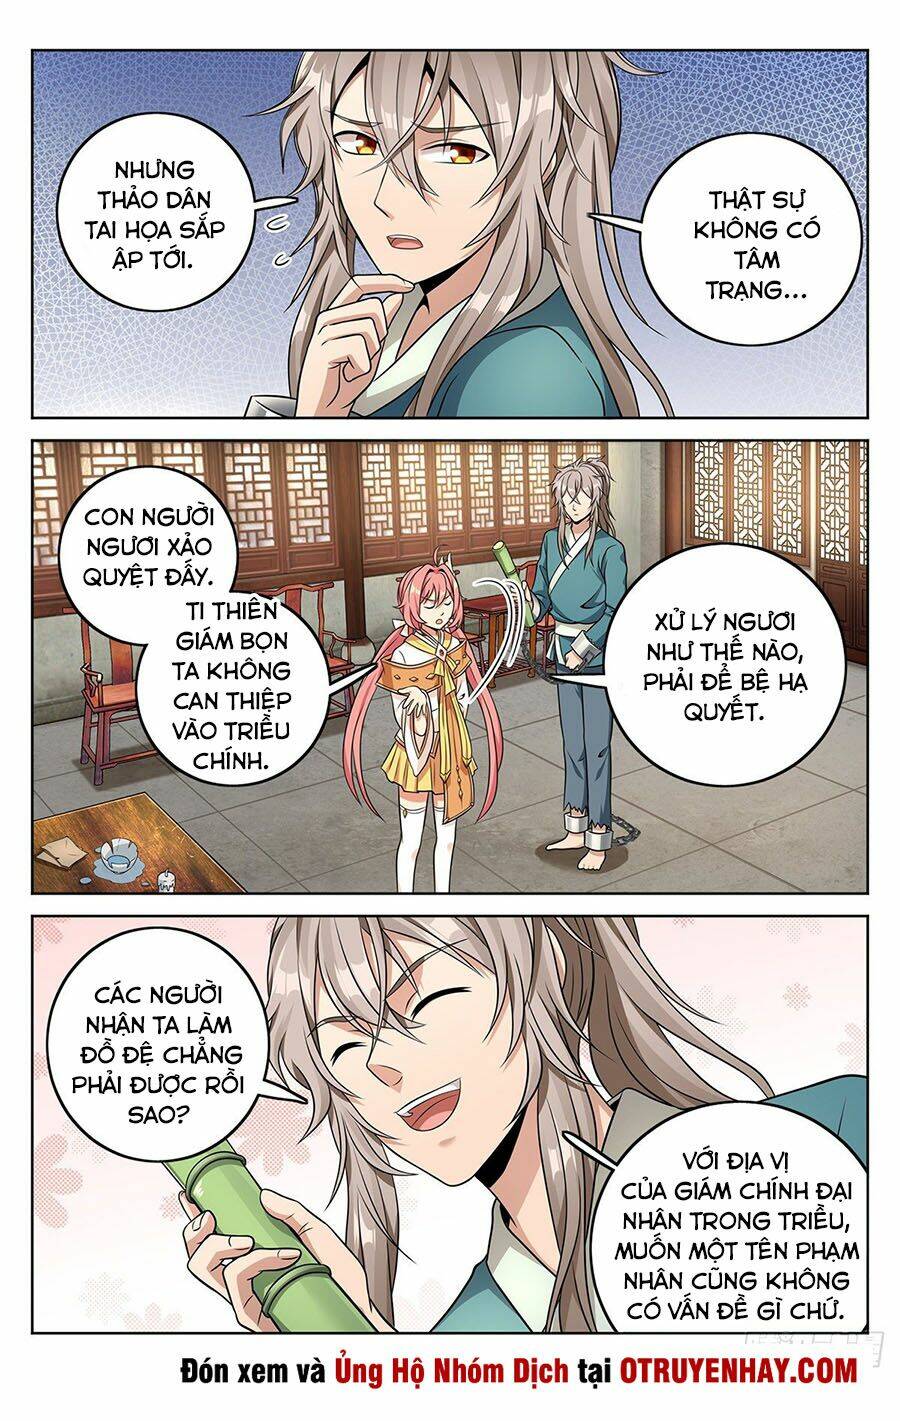 NHƯNG
THẢO DÂN
TAI HỌA SẮP
ẬP TỚI.
THẬT SỰ
KHÔNG CÓ
TÂM
TRẠNG...
CON NGƯỜI
NGƯƠI XẢO
QUYỆT ĐẤY.
TI THIÊN
GIÁM BỌN
TA KHÔNG
CAN THIỆP
VÀO TRIỀU
CHÍNH.
XỬ LÝ NGƯƠI
NHƯ THẾ NÀO,
PHẢI ĐỂ BỆ HẠ
QUYẾT.
CÁC NGƯỜI
NHẬN TA LÀM
ĐỒ ĐỆ CHẲNG
PHẢI ĐƯỢC RỒI
SAO?
VỚI ĐỊA VỊ
CỦA GIÁM CHÍNH ĐẠI
NHÂN TRONG TRIỀU,
MUỐN MỘT TÊN PHẠM
NHÂN CŨNG KHÔNG
CÓ VẤN ĐỀ GÌ CHỨ.
Đón xem và Ủng Hộ Nhóm Dịch tại OTRUYENHAY.COM